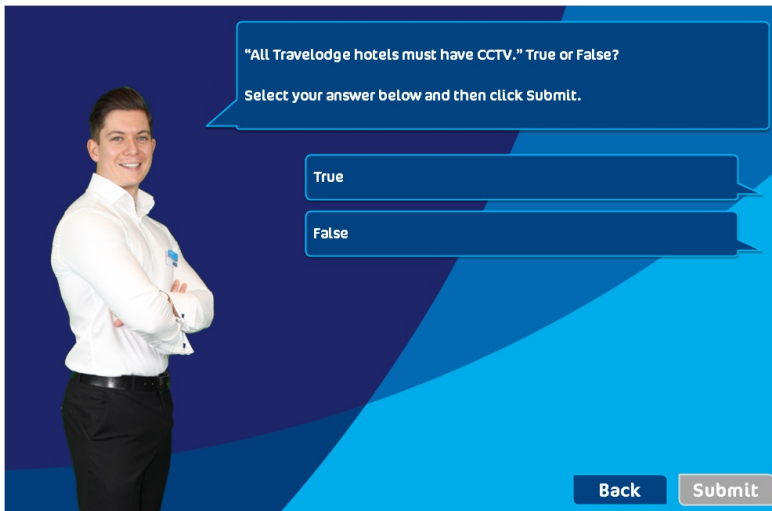 “All Travelodge hotels must have CCTV.” True or False?
Select your answer below and then click Submit.
True
False
Back
Submit